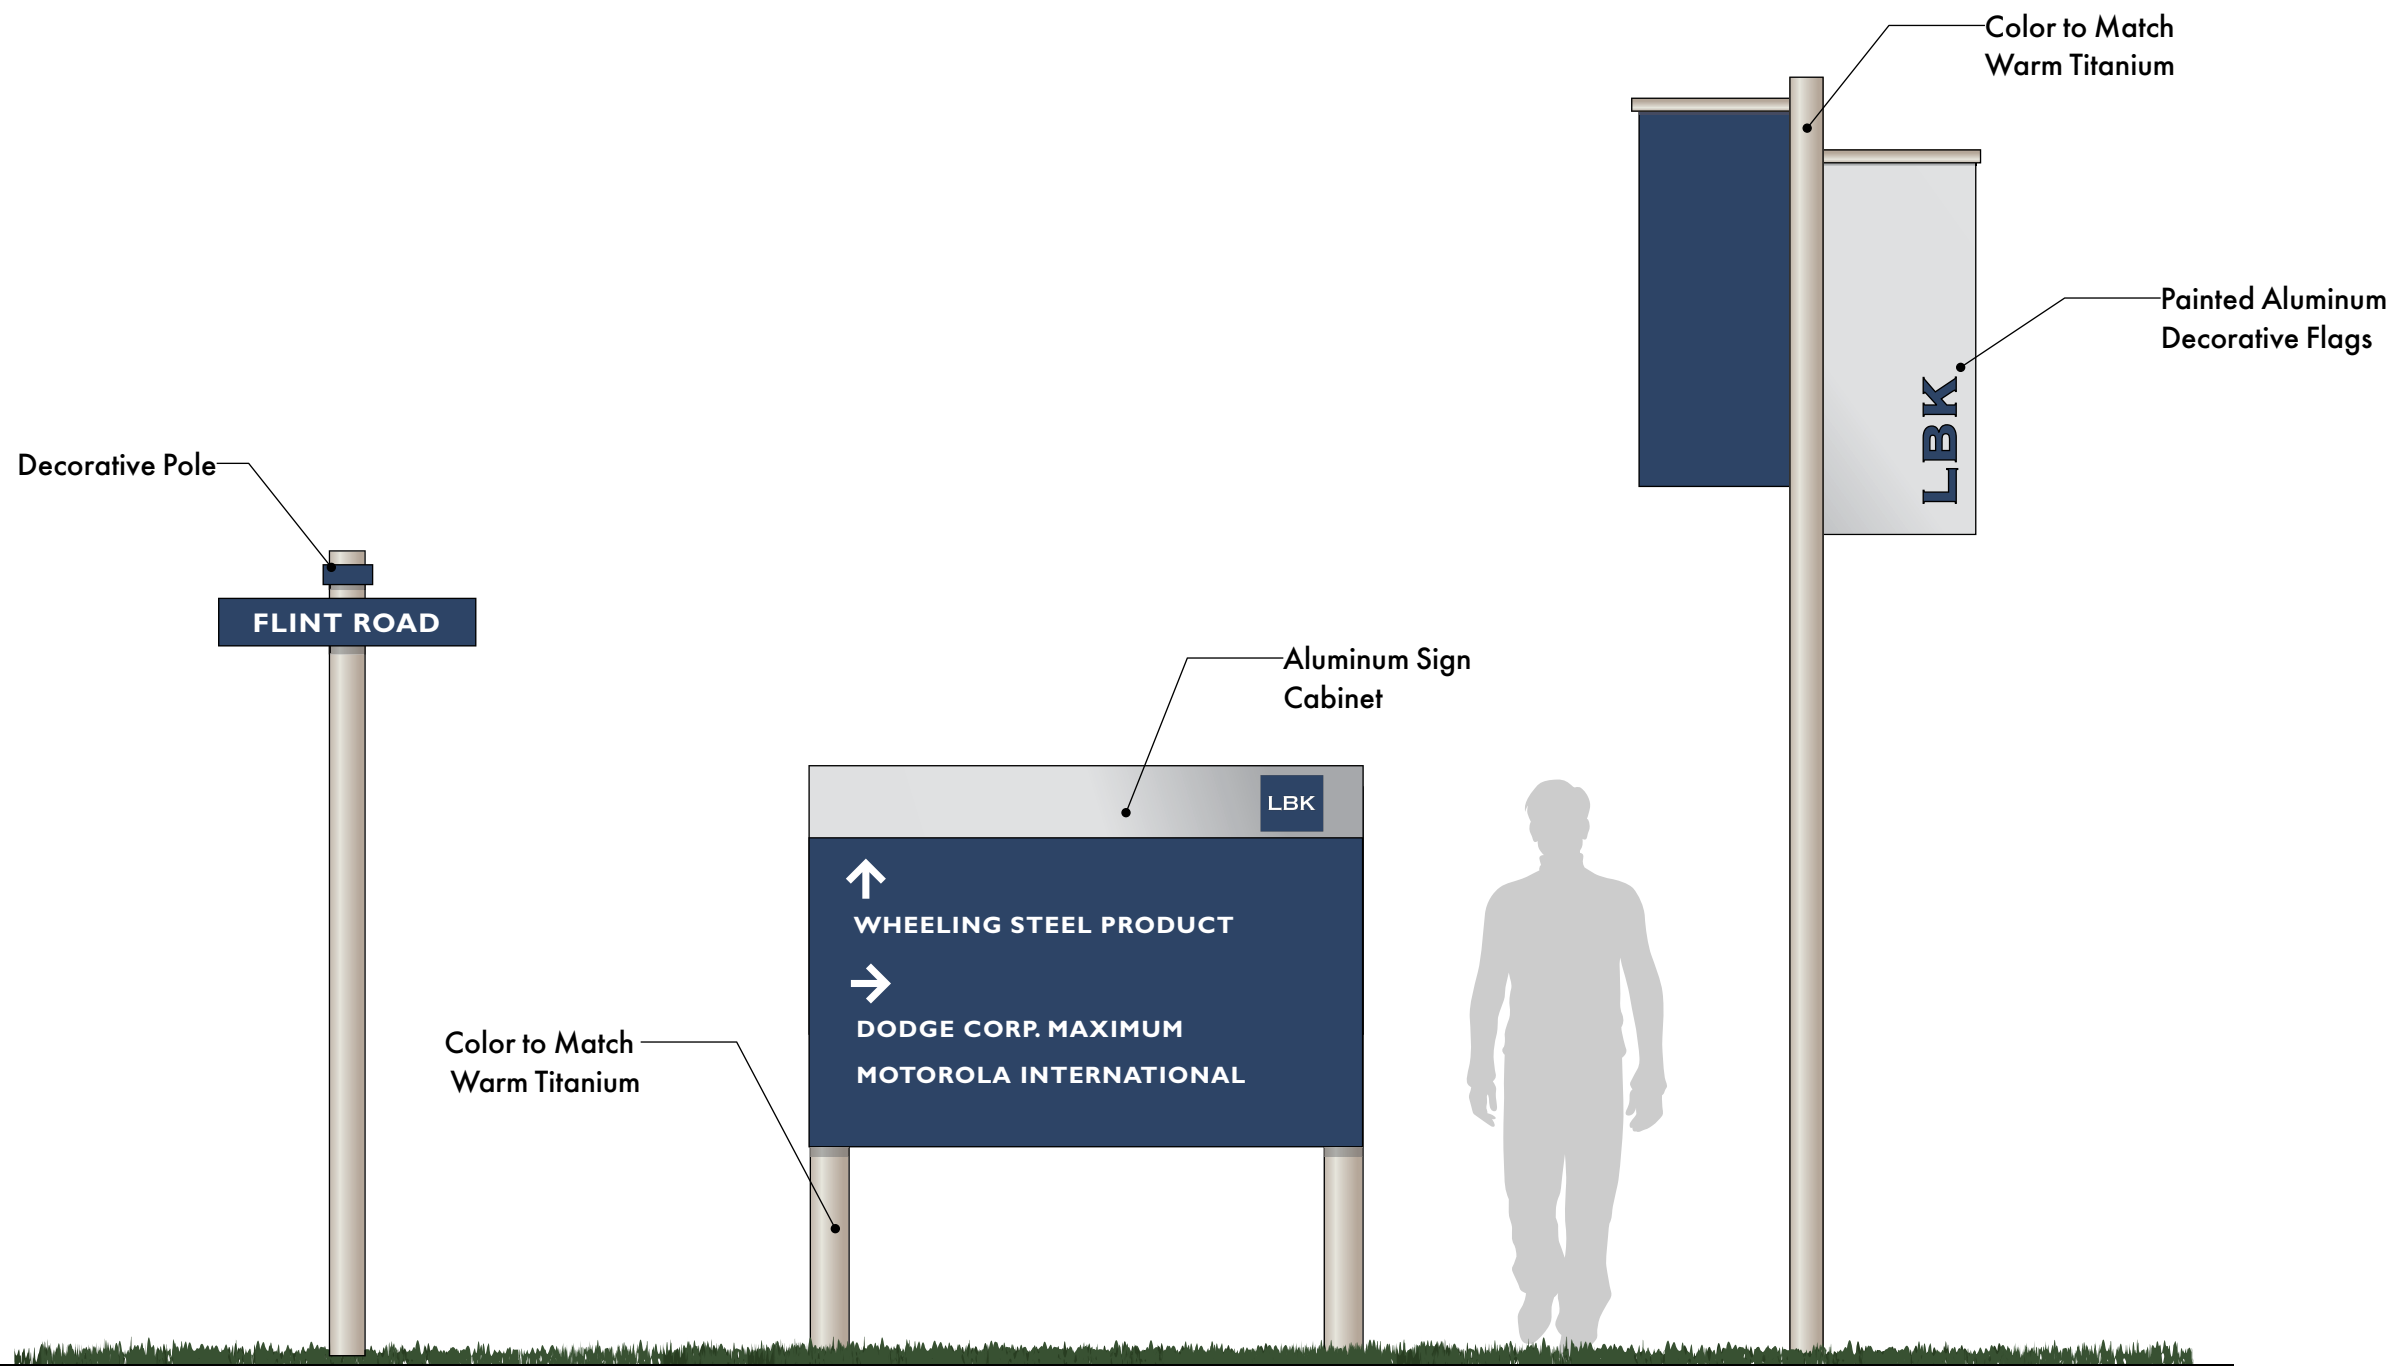 Color to Match
Warm Titanium
Painted Aluminum
Decorative Flags
LBK
Decorative Pole
FLINT ROAD
Aluminum Sign
Cabinet
LBK
WHEELING STEEL PRODUCT
DODGE CORP. MAXIMUM
MOTOROLA INTERNATIONAL
Color to Match
Warm Titanium